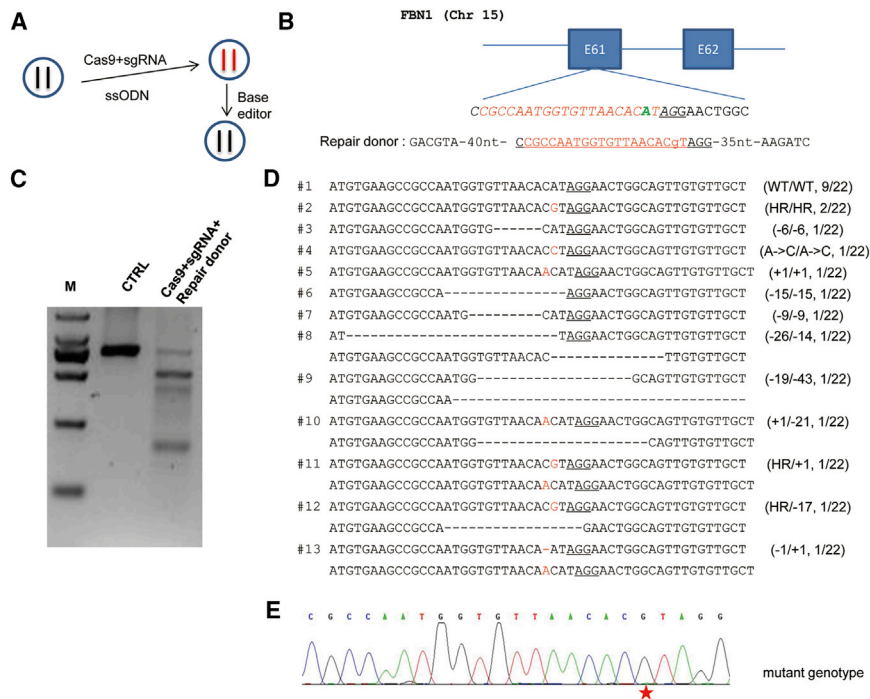 A
Cas9+sgRNA
ssODN
Base
editor
B
FBN1 (Chr 15)
E61
E62
CCGCCAATGGTGTTAACACATAGGAACTGGC
Repair donor : GACGTA-40nt- CCGCCAATGGTGTTAACACgTAGG-35nt-AAGATC
C
M
CTRL
Cas9+sgRNA+
Repair donor
D
#1 ATGTGAAGCCGCCAATGGTGTTAACACATAGGAACTGGCAGTTGTGTTGCT (WT/WT, 9/22)
#2 ATGTGAAGCCGCCAATGGTGTTAACACGTAGGAACTGGCAGTTGTGTTGCT (HR/HR, 2/22)
#3 ATGTGAAGCCGCCAATGGTG------CATAGGAACTGGCAGTTGTGTTGCT (-6/-6, 1/22)
#4 ATGTGAAGCCGCCAATGGTGTTAACACCTAGGAACTGGCAGTTGTGTTGCT (A->C/A->C, 1/22)
#5 ATGTGAAGCCGCCAATGGTGTTAACAACATAGGAACTGGCAGTTGTGTTGCT (+1/+1, 1/22)
#6 ATGTGAAGCCGCCA---------------AGGAACTGGCAGTTGTGTTGCT (-15/-15, 1/22)
#7 ATGTGAAGCCGCCAATG---------CATAGGAACTGGCAGTTGTGTTGCT (-9/-9, 1/22)
#8 AT--------------------------TAGGAACTGGCAGTTGTGTTGCT (-26/-14, 1/22)
ATGTGAAGCCGCCAATGGTGTTAACAC--------------TTGTGTTGCT
#9 ATGTGAAGCCGCCAATGG-------------------GCAGTTGTGTTGCT (-19/-43, 1/22)
ATGTGAAGCCGCCAA------------------------------------
#10 ATGTGAAGCCGCCAATGGTGTTAACAACATAGGAACTGGCAGTTGTGTTGCT (+1/-21, 1/22)
ATGTGAAGCCGCCAATGG---------------------CAGTTGTGTTGCT
#11 ATGTGAAGCCGCCAATGGTGTTAACACGTAGGAACTGGCAGTTGTGTTGCT (HR/+1, 1/22)
ATGTGAAGCCGCCAATGGTGTTAACAACATAGGAACTGGCAGTTGTGTTGCT
#12 ATGTGAAGCCGCCAATGGTGTTAACACGTAGGAACTGGCAGTTGTGTTGCT (HR/-17, 1/22)
ATGTGAAGCCGCCA-----------------GAACTGGCAGTTGTGTTGCT
#13 ATGTGAAGCCGCCAATGGTGTTAACA-ATAGGAACTGGCAGTTGTGTTGCT (-1/+1, 1/22)
ATGTGAAGCCGCCAATGGTGTTAACAACATAGGAACTGGCAGTTGTGTTGCT
E
C G C C A A T G G T G T T A A C A C G T A G G
mutant genotype